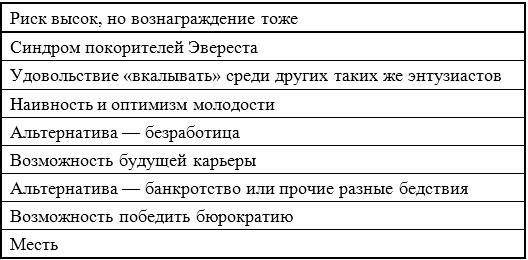 Риск высок, но вознаграждение тоже
Синдром покорителей Эвереста
Удовольствие «вкалывать» среди других таких же энтузиастов
Наивность и оптимизм молодости
Альтернатива — безработица
Возможность будущей карьеры
Альтернатива — банкротство или прочие разные бедствия
Возможность победить бюрократию
Месть